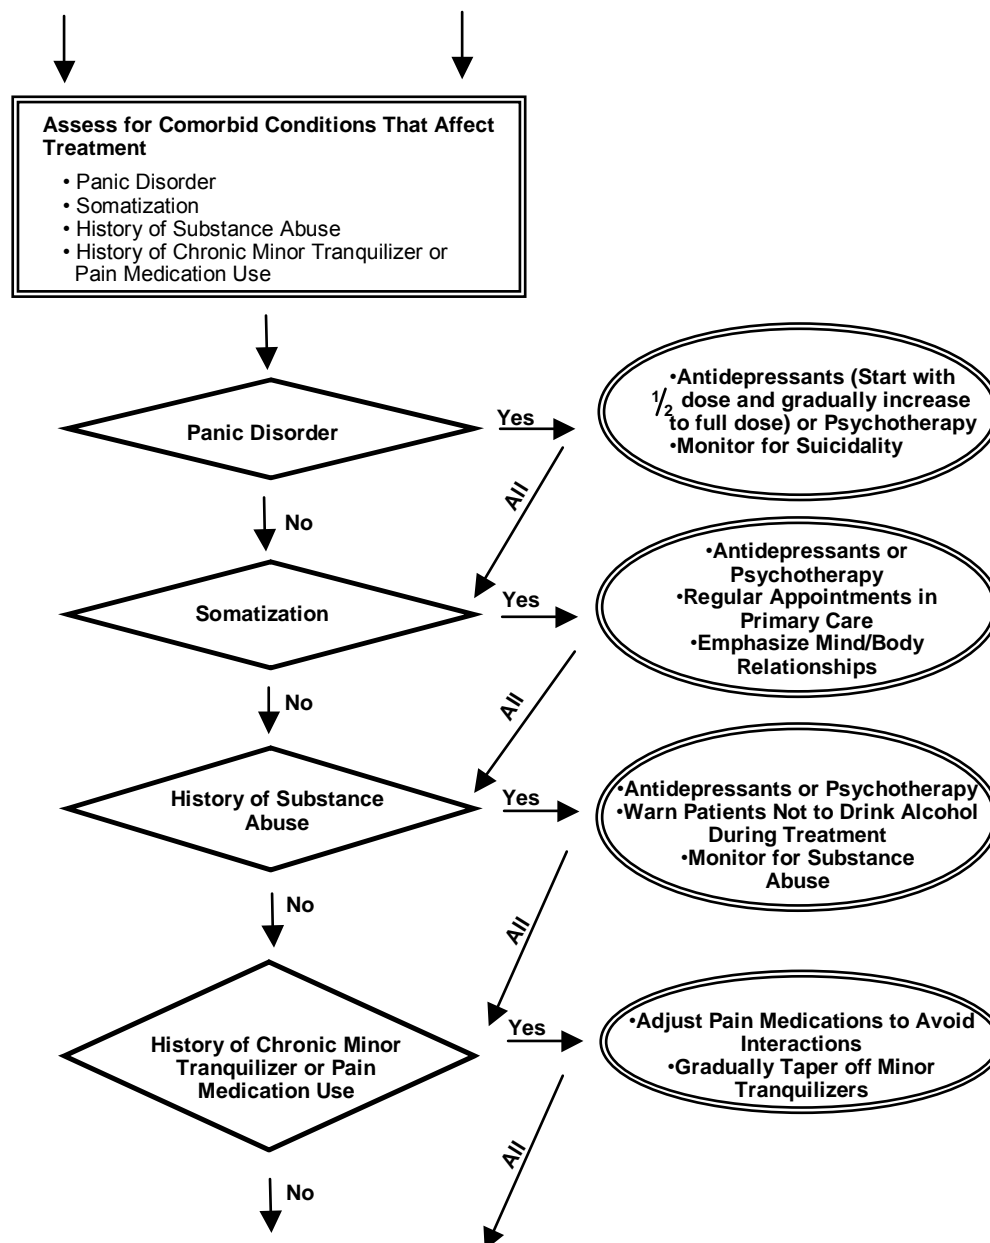 Assess for Comorbid Conditions That Affect
Treatment
• Panic Disorder
• Somatization
• History of Substance Abuse
• History of Chronic Minor Tranquilizer or
Pain Medication Use
Panic Disorder
Yes
•Antidepressants (Start with
1/2 dose and gradually increase
to full dose) or Psychotherapy
•Monitor for Suicidality
All
No
Somatization
Yes
•Antidepressants or
Psychotherapy
•Regular Appointments in
Primary Care
•Emphasize Mind/Body
Relationships
All
No
History of Substance
Abuse
Yes
•Antidepressants or Psychotherapy
•Warn Patients Not to Drink Alcohol
During Treatment
•Monitor for Substance
Abuse
All
No
History of Chronic Minor
Tranquilizer or Pain
Medication Use
Yes
•Adjust Pain Medications to Avoid
Interactions
•Gradually Taper off Minor
Tranquilizers
All
No